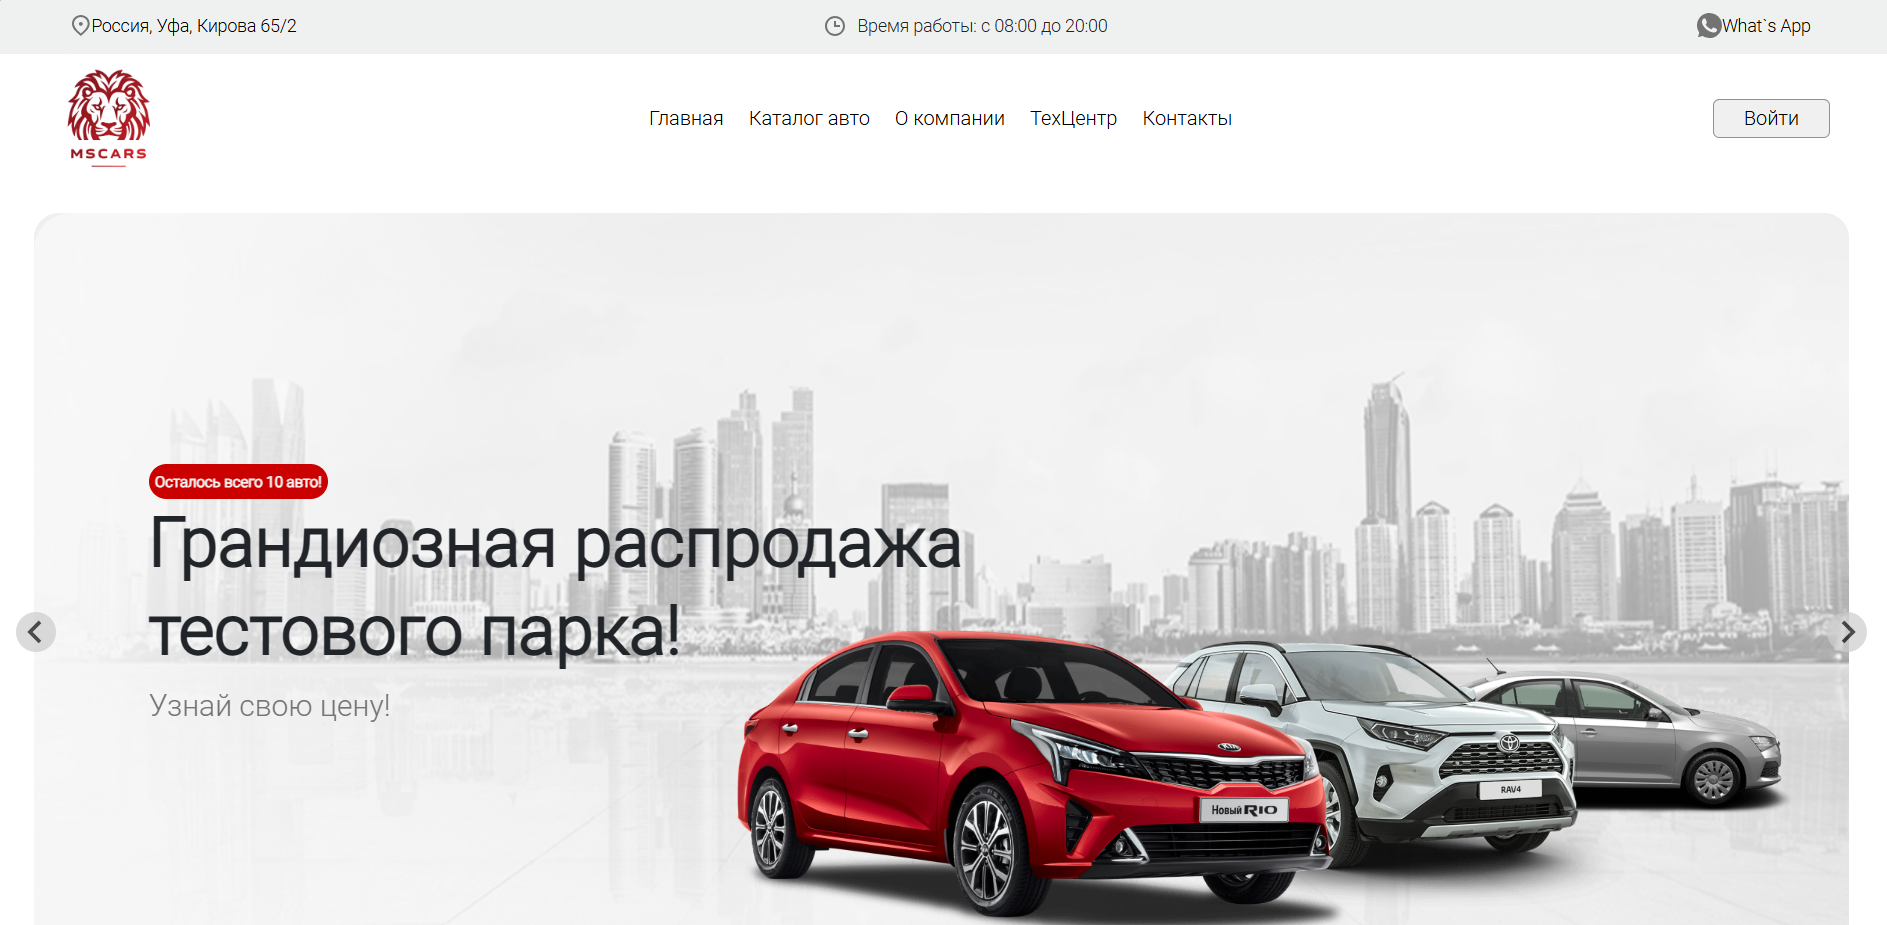 Россия, Уфа, Кирова 65/2
Время работы: с 08:00 до 20:00
What`s App
MSCARS
Главная
Каталог авто
О компании
ТехЦентр
Контакты
Войти
Осталось всего 10 авто!
Грандиозная распродажа
тестового парка!
Узнай свою цену!
KIA
Новый RIO
RAV4